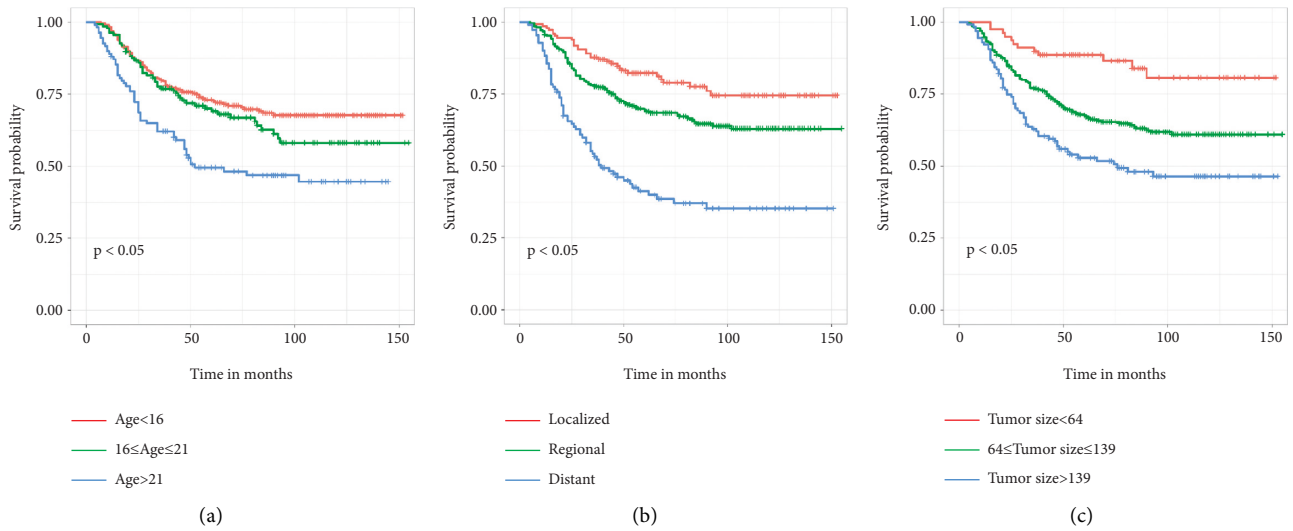 1.00
0.75
0.50
0.25
0.00
Survival probability
p < 0.05
0 50 100 150
Time in months
Age<16
16≤Age≤21
Age>21
(a)
1.00
0.75
0.50
0.25
0.00
Survival probability
p < 0.05
0 50 100 150
Time in months
Localized
Regional
Distant
(b)
1.00
0.75
0.50
0.25
0.00
Survival probability
p < 0.05
0 50 100 150
Time in months
Tumor size<64
64≤Tumor size≤139
Tumor size>139
(c)